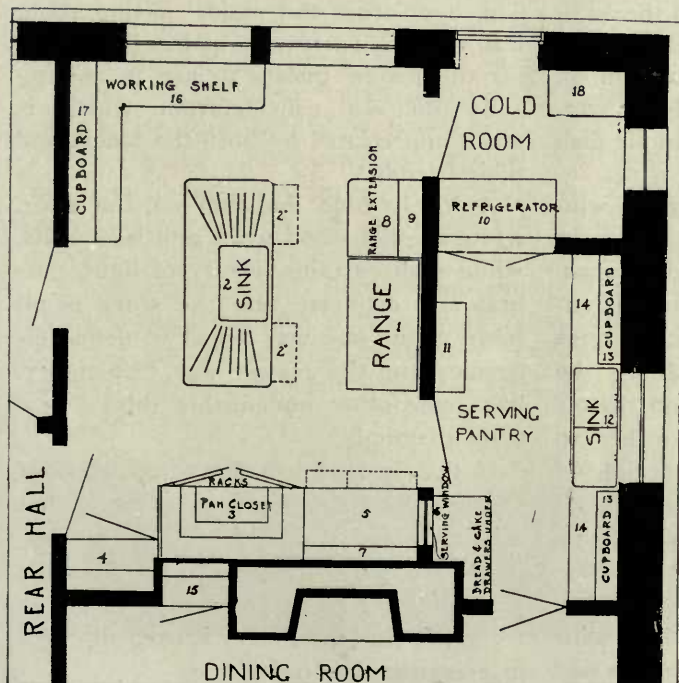 WORKING SHELF
16
17
CUPBOARD
COLD
ROOM
18
RANGE EXTENSION
8
9
REFRIGERATOR
10
2"
2
SINK
2"
RANGE
1
11
14
CUPBOARD
13
SERVING
PANTRY
SINK
12
RACKS
PAN CLOSET
3
5
7
4
15
6
SERVING WINDOW
BREAD & CAKE
DRAWERS UNDER
14
13
CUPBOARD
REAR HALL
DINING ROOM